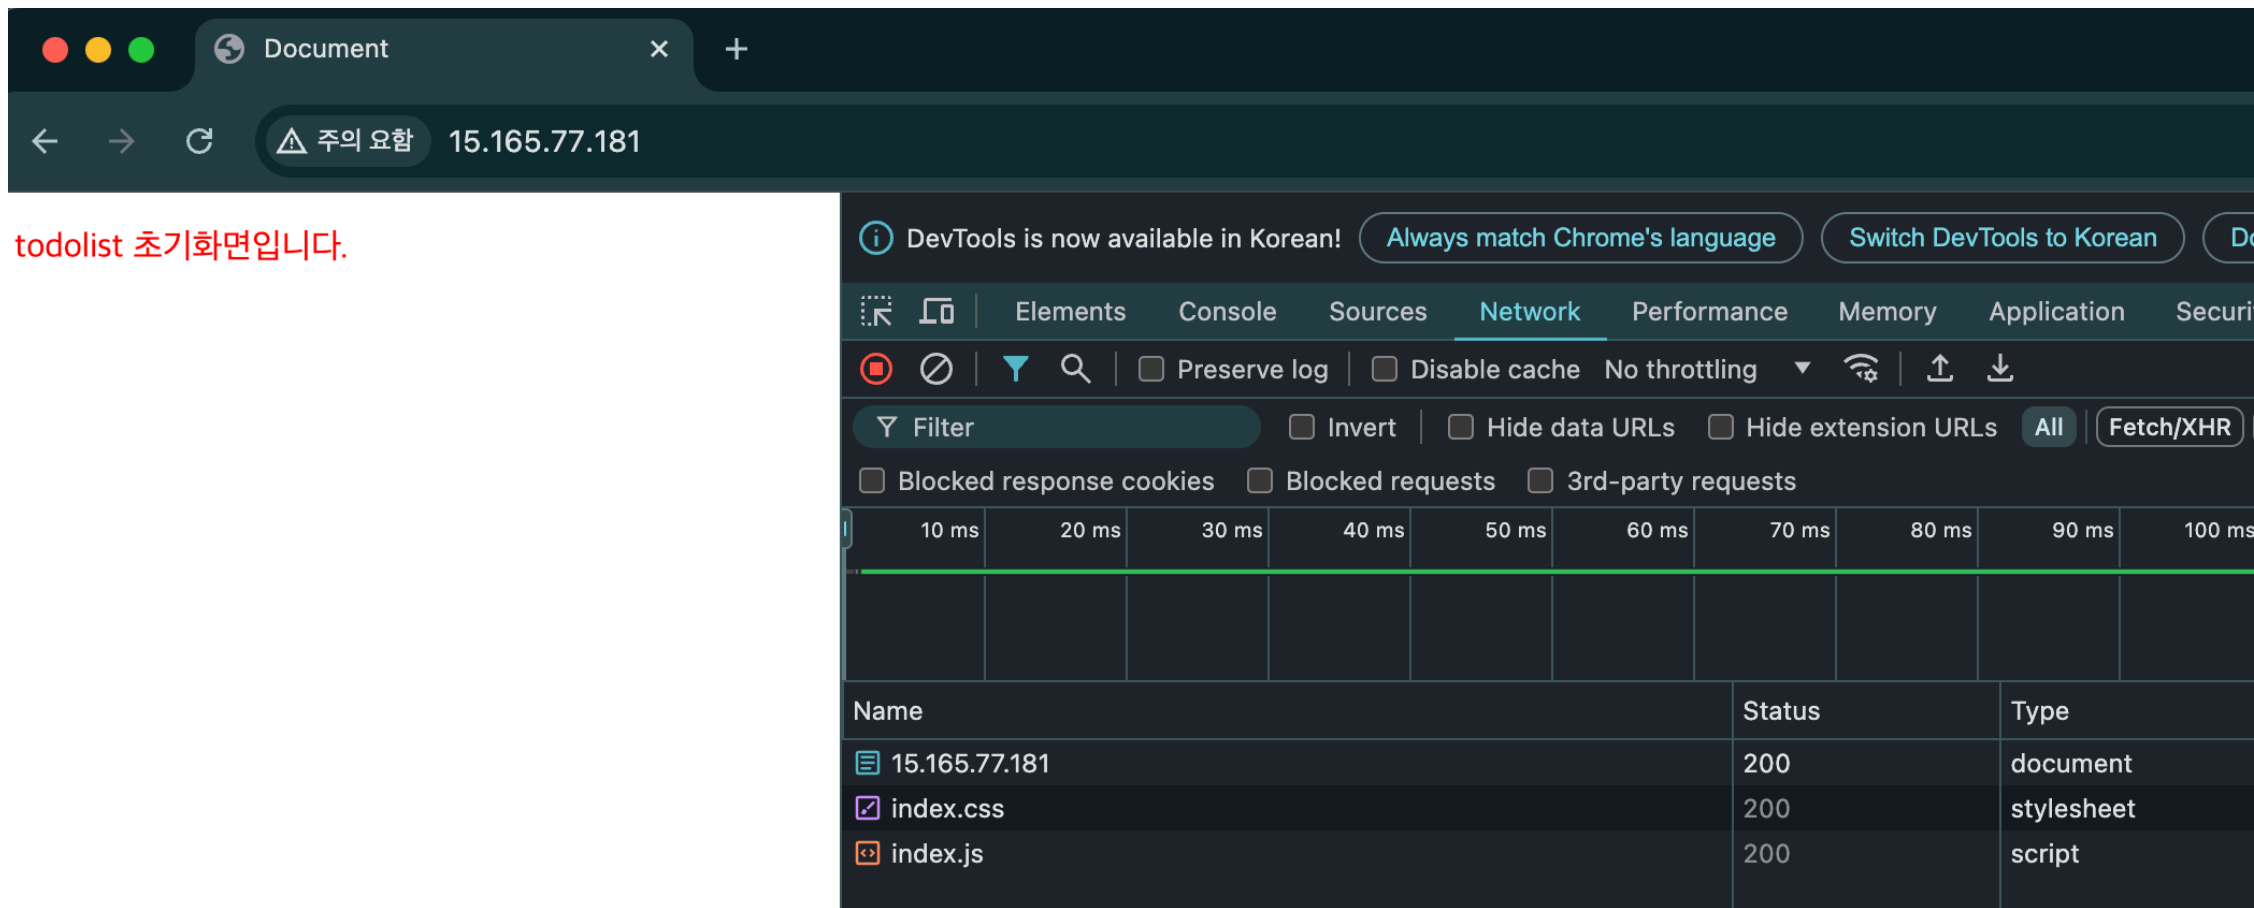 Document
주의 요함 15.165.77.181
todolist 초기화면입니다.
DevTools is now available in Korean! Always match Chrome's language Switch DevTools to Korean
Elements Console Sources Network Performance Memory Application Securi
Preserve log Disable cache No throttling
Filter Invert Hide data URLs Hide extension URLs All Fetch/XHR
Blocked response cookies Blocked requests 3rd-party requests
10 ms 20 ms 30 ms 40 ms 50 ms 60 ms 70 ms 80 ms 90 ms 100 ms
Name Status Type
15.165.77.181 200 document
index.css 200 stylesheet
index.js 200 script